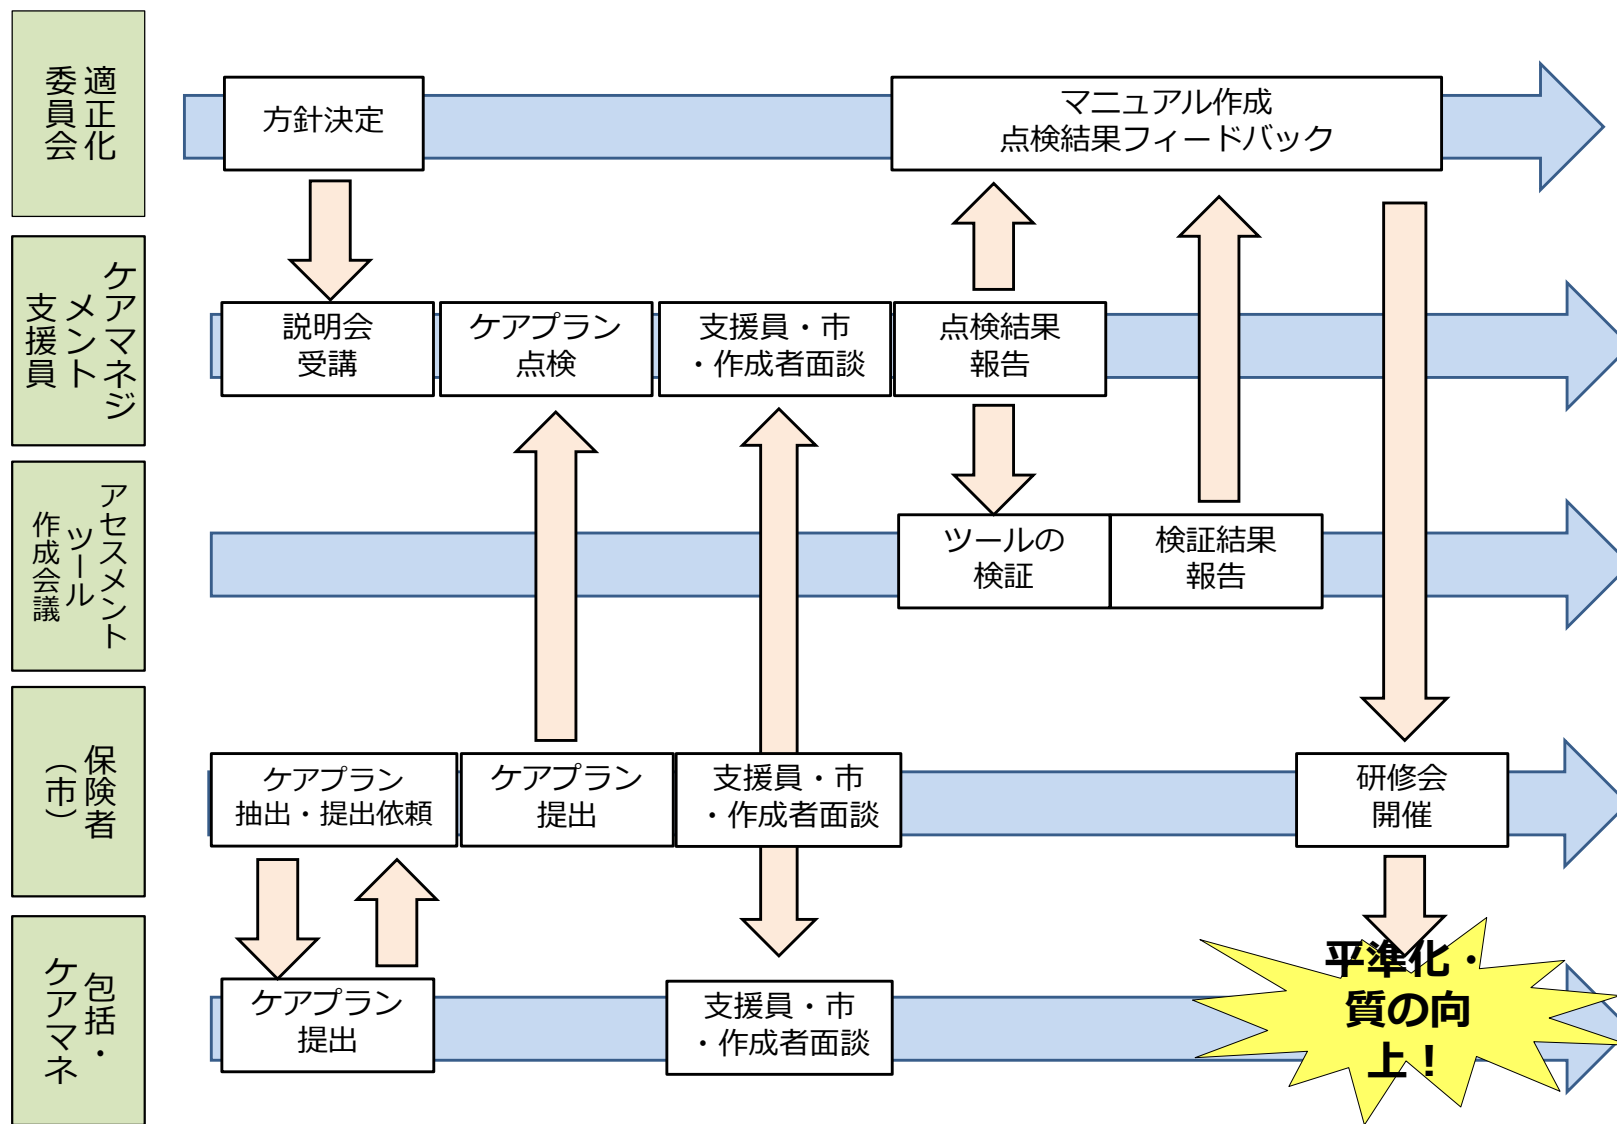 適正化
委員会
方針決定
マニュアル作成
点検結果フィードバック
ケアマネジ
メント
支援員
説明会
受講
ケアプラン
点検
支援員・市
・作成者面談
点検結果
報告
アセスメント
ツール
作成会議
ツールの
検証
検証結果
報告
保険者
（市）
ケアプラン
抽出・提出依頼
ケアプラン
提出
支援員・市
・作成者面談
研修会
開催
包括・
ケアマネ
ケアプラン
提出
支援員・市
・作成者面談
平準化・
質の向
上！